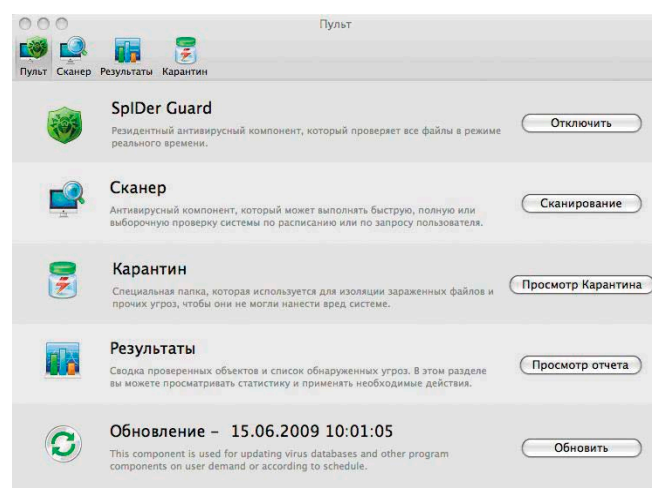 Пульт
Пульт Сканер Результаты Карантин
SpIDer Guard
Резидентный антивирусный компонент, который проверяет все файлы в режиме
реального времени.
Отключить
Сканер
Антивирусный компонент, который может выполнять быструю, полную или
выборочную проверку системы по расписанию или по запросу пользователя.
Сканирование
Карантин
Специальная папка, которая используется для изоляции зараженных файлов и
прочих угроз, чтобы они не могли нанести вред системе.
Просмотр Карантина
Результаты
Сводка проверенных объектов и список обнаруженных угроз. В этом разделе
вы можете просматривать статистику и применять необходимые действия.
Просмотр отчета
Обновление – 15.06.2009 10:01:05
This component is used for updating virus databases and other program
components on user demand or according to schedule.
Обновить